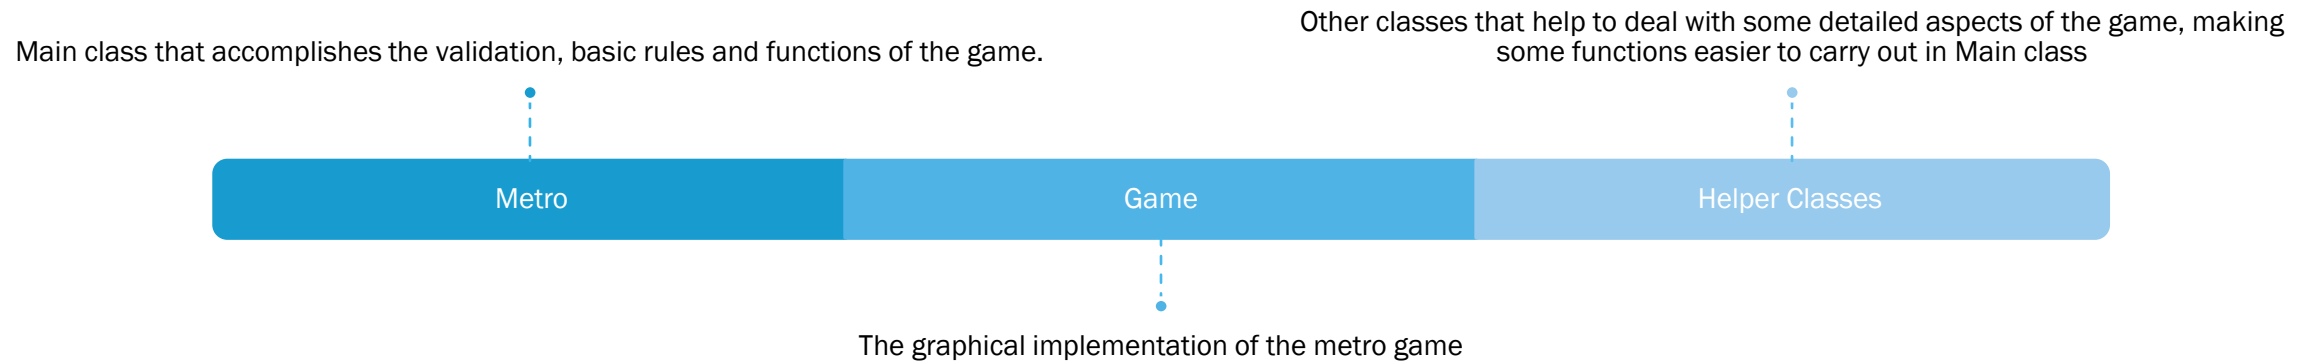 Other classes that help to deal with some detailed aspects of the game, making
some functions easier to carry out in Main class
Main class that accomplishes the validation, basic rules and functions of the game.
Metro
Game
Helper Classes
The graphical implementation of the metro game